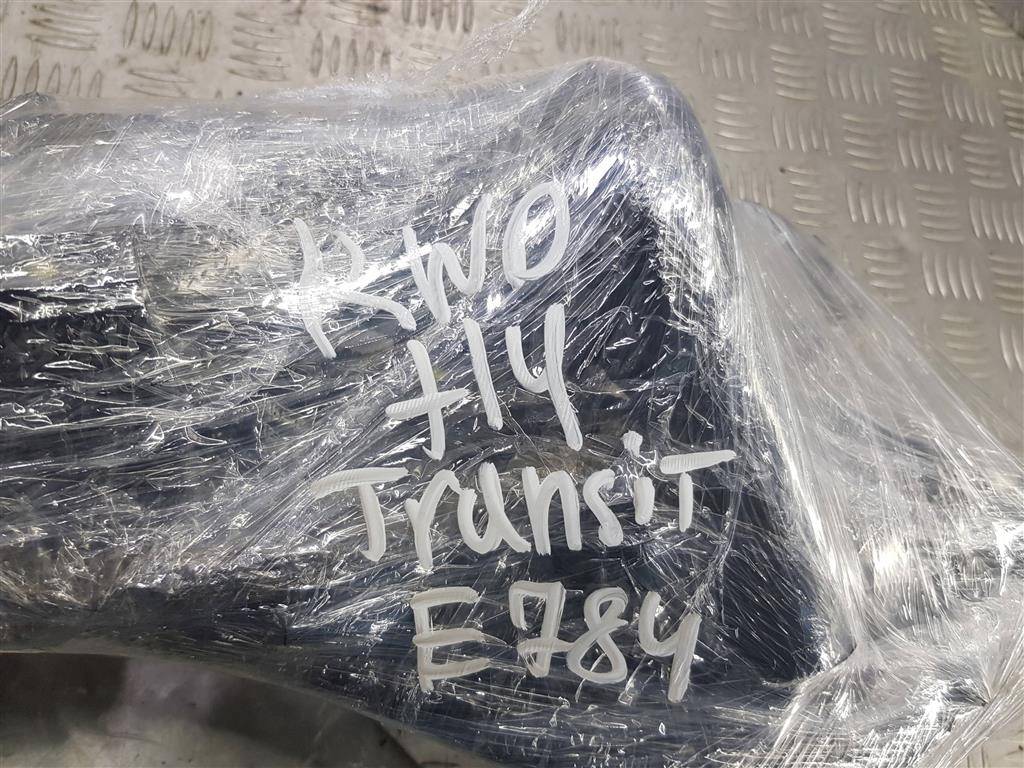 RWD
+14
Transit
E784